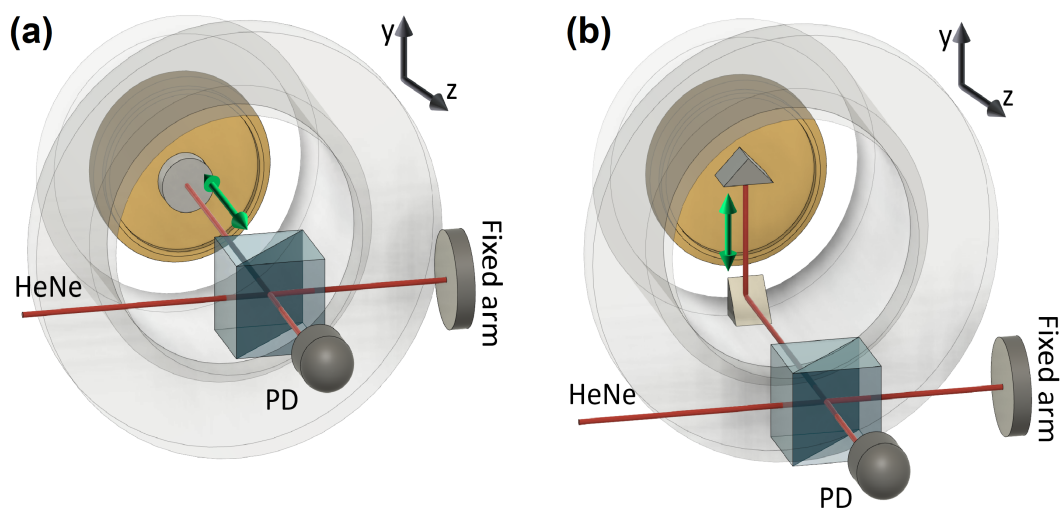 (a)
y
z
HeNe
Fixed arm
PD
(b)
y
z
HeNe
Fixed arm
PD